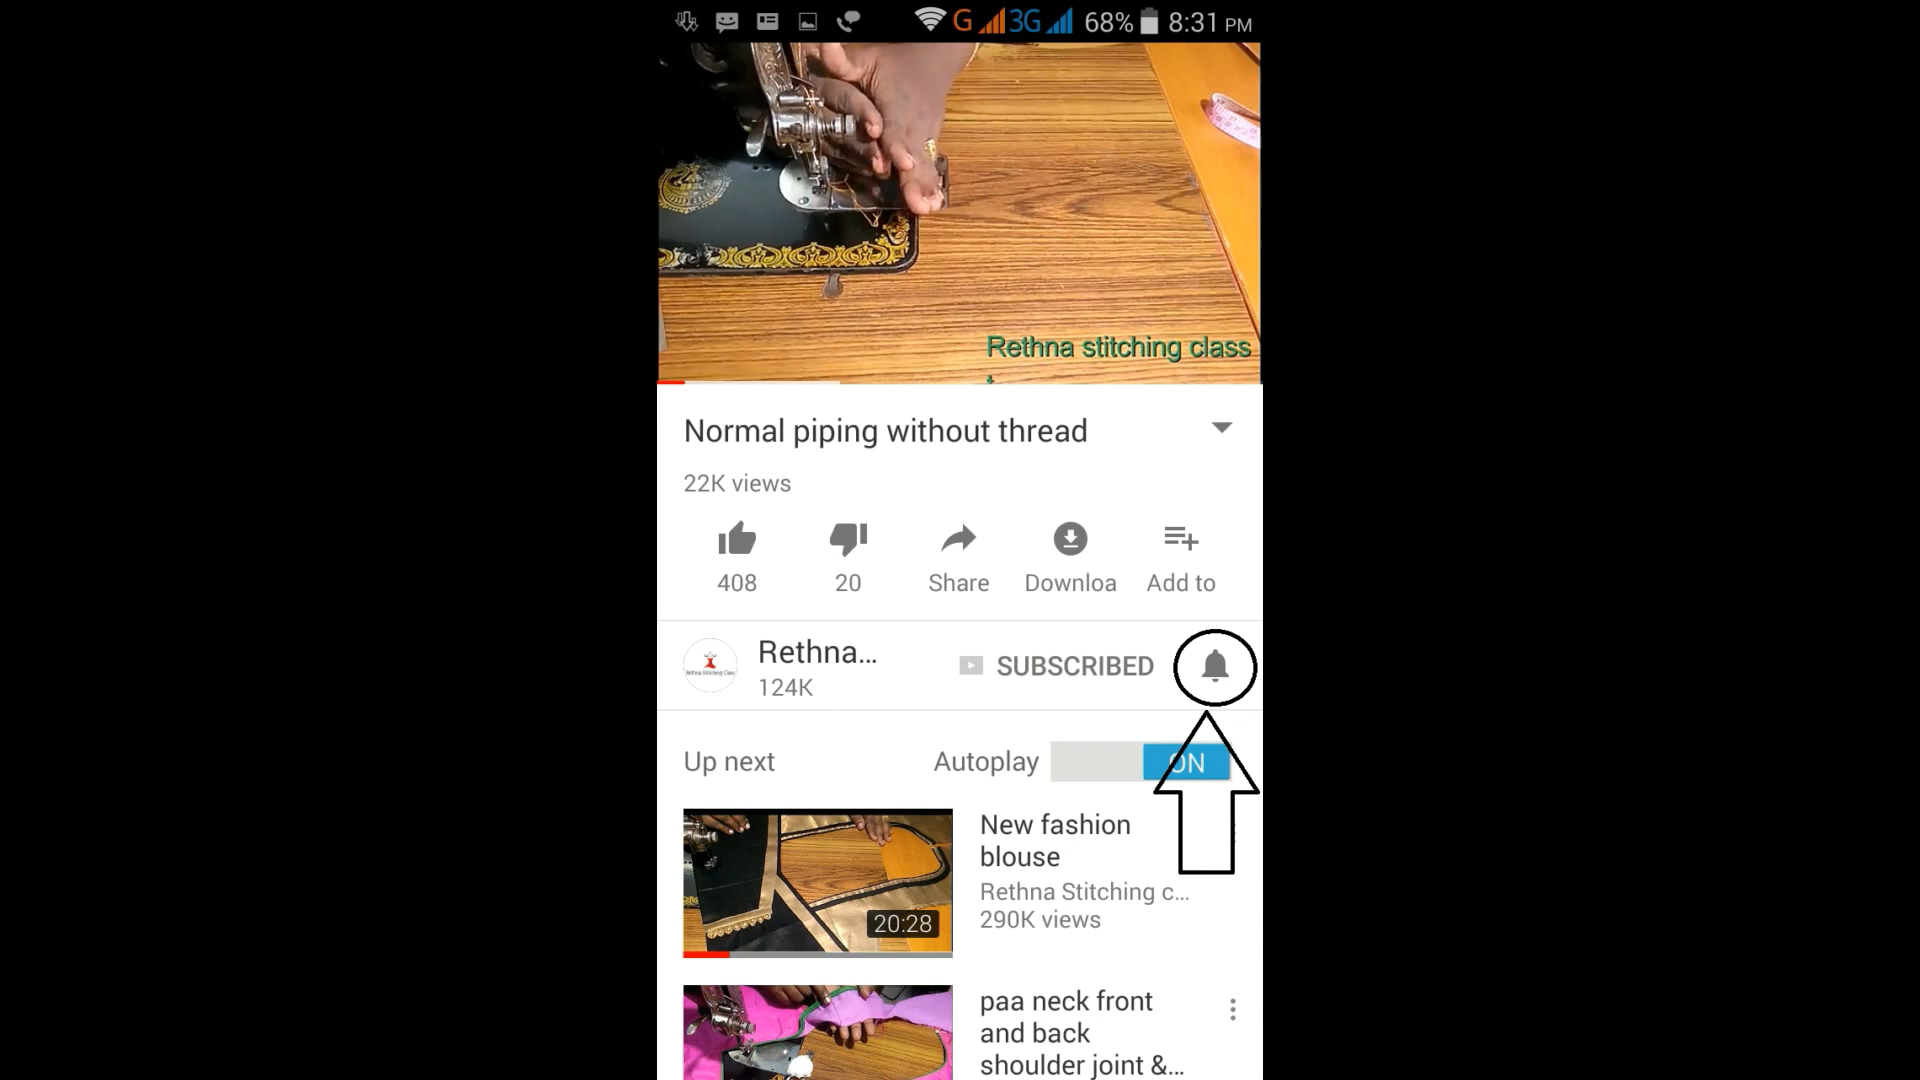 G 3G 68% 8:31 PM
Rethna stitching class
Normal piping without thread
22K views
408 20 Share Downloa Add to
Rethna...
124K
SUBSCRIBED
Up next Autoplay ON
New fashion
blouse
Rethna Stitching c...
290K views
20:28
paa neck front
and back
shoulder joint &...